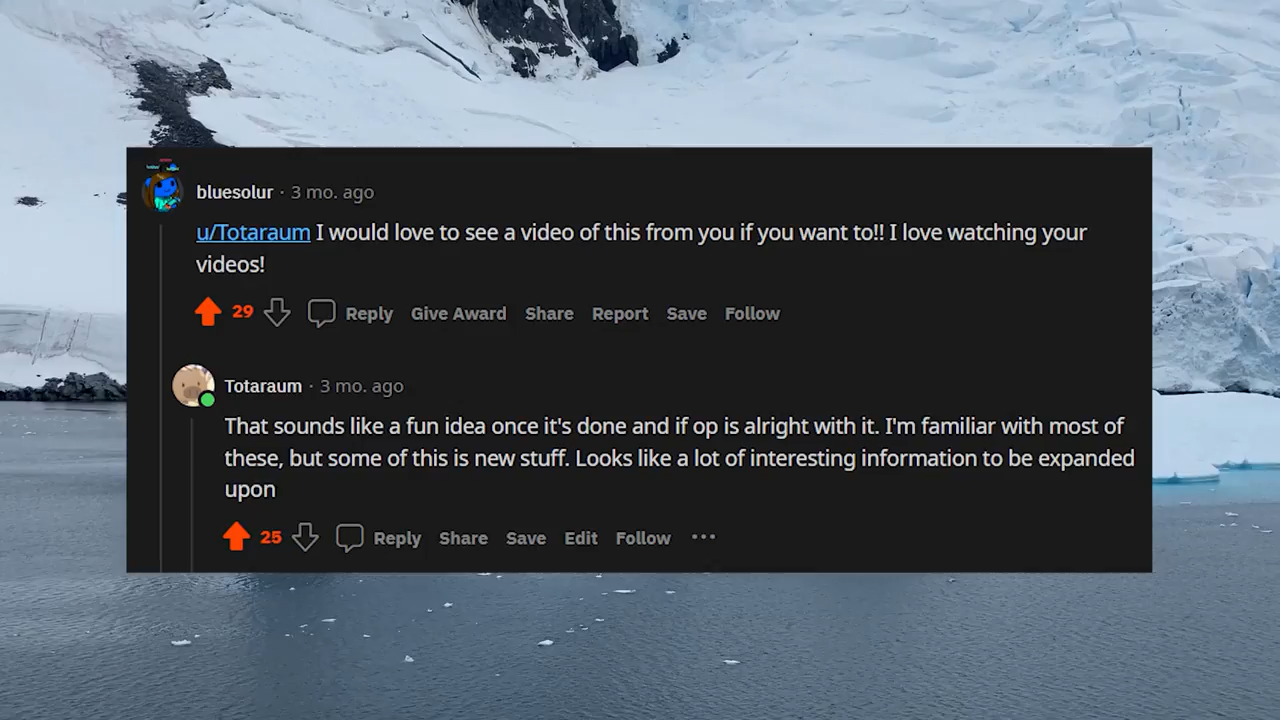 bluesolur · 3 mo. ago
u/Totaraum I would love to see a video of this from you if you want to!! I love watching your
videos!
29 Reply Give Award Share Report Save Follow
Totaraum · 3 mo. ago
That sounds like a fun idea once it's done and if op is alright with it. I'm familiar with most of
these, but some of this is new stuff. Looks like a lot of interesting information to be expanded
upon
25 Reply Share Save Edit Follow ···